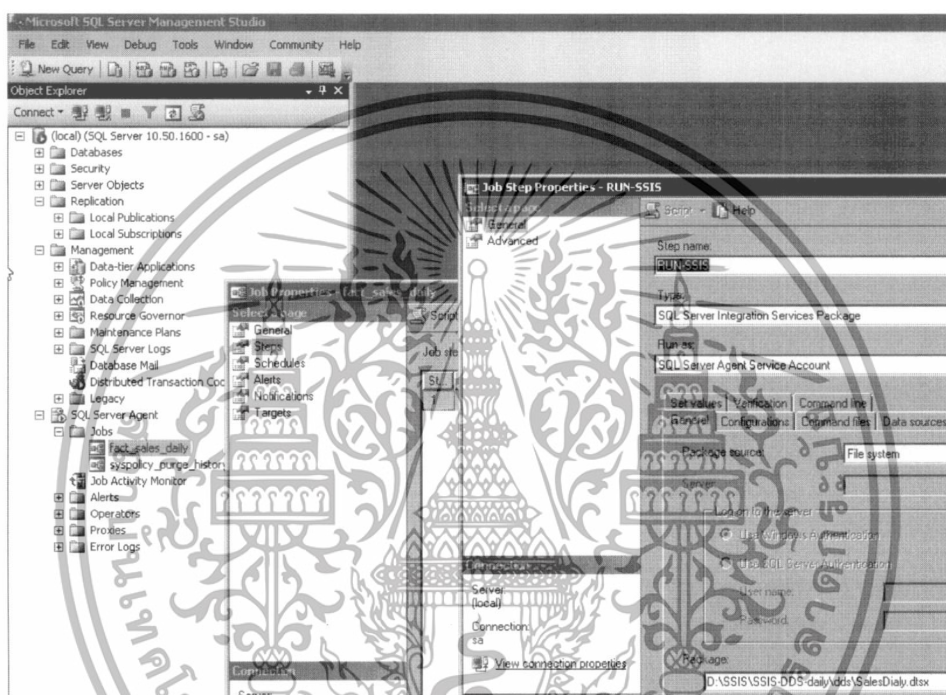 Microsoft SQL Server Management Studio
File Edit View Debug Tools Window Community Help
New Query
Object Explorer
Connect
(local) (SQL Server 10.50.1600 - sa)
Databases
Security
Server Objects
Replication
Local Publications
Local Subscriptions
Management
Data-tier Applications
Policy Management
Data Collection
Resource Governor
Maintenance Plans
SQL Server Logs
Database Mail
Distributed Transaction Coc
Legacy
SQL Server Agent
Jobs
fact_sales_daily
syspolicy_purge_history
Job Activity Monitor
Alerts
Operators
Proxies
Error Logs
Job Properties - fact_sales_daily
Select a page
General
Steps
Schedules
Alerts
Notifications
Targets
Script
Job ste
St...
1
Connection
Server:
Job Step Properties - RUN-SSIS
Select a page
General
Advanced
Script Help
Step name:
RUN-SSIS
Type:
SQL Server Integration Services Package
Run as:
SQL Server Agent Service Account
Set values Verification Command line
General Configurations Command files Data sources
Package source: File system
Server:
Log on to the server
Use Windows Authentication
Use SQL Server Authentication
User name:
Password:
Package:
D:\SSIS\SSIS-DDS-daily\dds\SalesDialy.dtsx
Connection
Server:
(local)
Connection:
sa
View connection properties